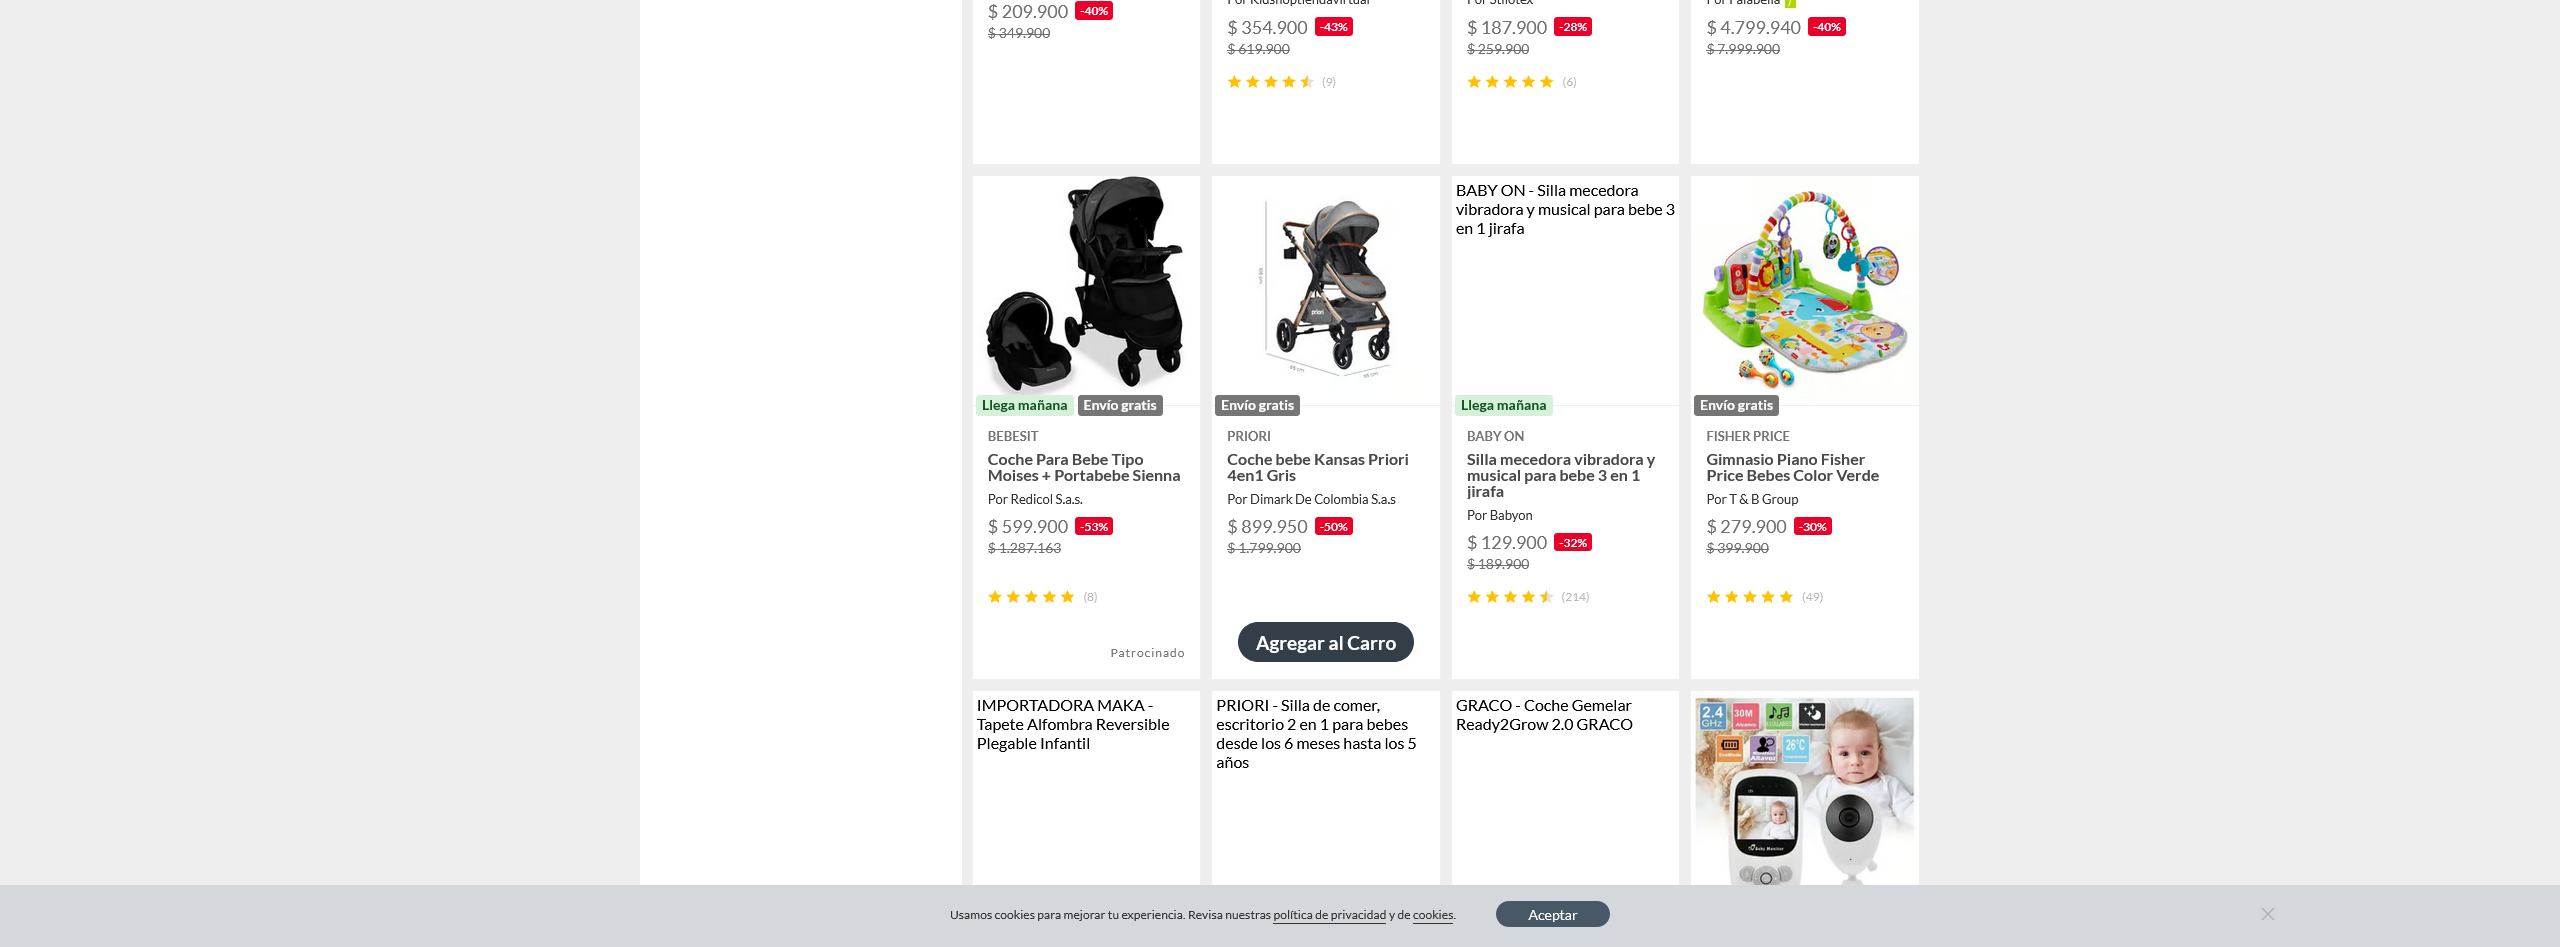 $ 209.900 -40%
$ 349.900
$ 354.900 -43%
$ 619.900
(9)
$ 187.900 -28%
$ 259.900
(6)
Por Falabella
$ 4.799.940 -40%
$ 7.999.900
Llega mañana Envío gratis
BEBESIT
Coche Para Bebe Tipo
Moises + Portabebe Sienna
Por Redicol S.a.s.
$ 599.900 -53%
$ 1.287.163
(8)
Patrocinado
priori
Envío gratis
PRIORI
Coche bebe Kansas Priori
4en1 Gris
Por Dimark De Colombia S.a.s
$ 899.950 -50%
$ 1.799.900
Agregar al Carro
BABY ON - Silla mecedora
vibradora y musical para bebe 3
en 1 jirafa
Llega mañana
BABY ON
Silla mecedora vibradora y
musical para bebe 3 en 1
jirafa
Por Babyon
$ 129.900 -32%
$ 189.900
(214)
Envío gratis
FISHER PRICE
Gimnasio Piano Fisher
Price Bebes Color Verde
Por T & B Group
$ 279.900 -30%
$ 399.900
(49)
IMPORTADORA MAKA -
Tapete Alfombra Reversible
Plegable Infantil
PRIORI - Silla de comer,
escritorio 2 en 1 para bebes
desde los 6 meses hasta los 5
años
GRACO - Coche Gemelar
Ready2Grow 2.0 GRACO
2.4
GHz
30M
Alcance
26°C
Altavoz
Baby Monitor
Usamos cookies para mejorar tu experiencia. Revisa nuestras política de privacidad y de cookies.
Aceptar